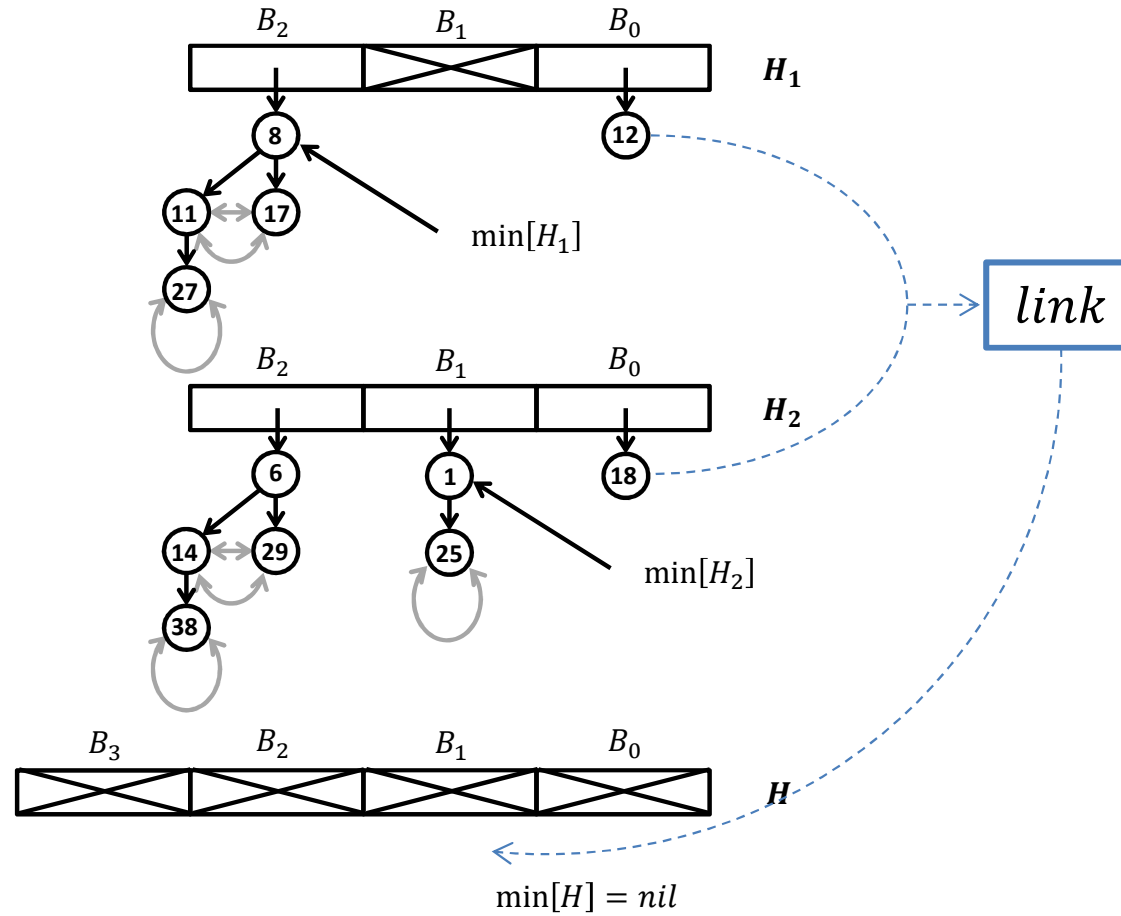 B₂ B₁ B₀
H₁
8 12
11 17
min[H₁]
27
link
B₂ B₁ B₀
H₂
6 1 18
14 29 25
min[H₂]
38
B₃ B₂ B₁ B₀
H
min[H] = nil